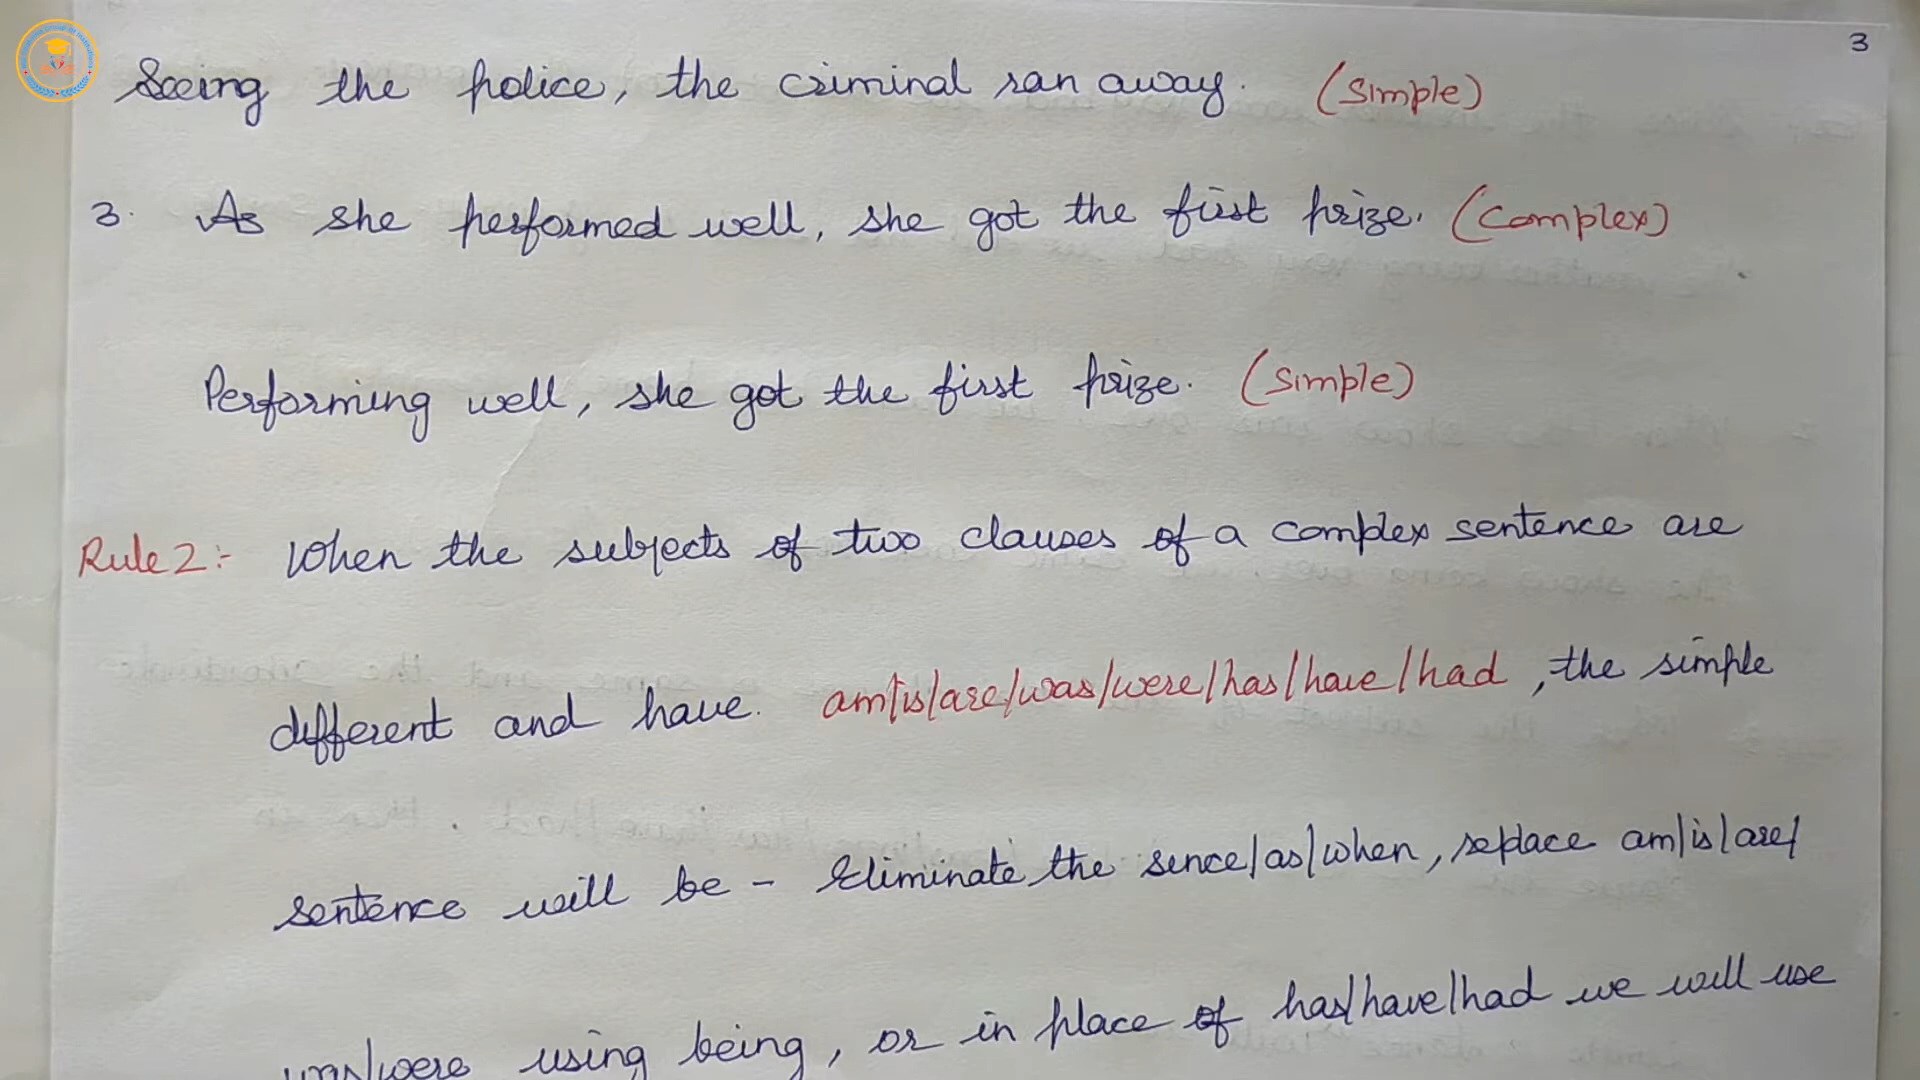 3
Seeing the police, the criminal ran away. (Simple)
3. As she performed well, she got the first prize. (Complex)
Performing well, she got the first prize. (Simple)
Rule 2:- When the subjects of two clauses of a complex sentence are
different and have. am/is/are/was/were/has/have/had, the simple
sentence will be - Eliminate the sence/as/when, replace am/is/are/
was/were using being, or in place of has/have/had we will use